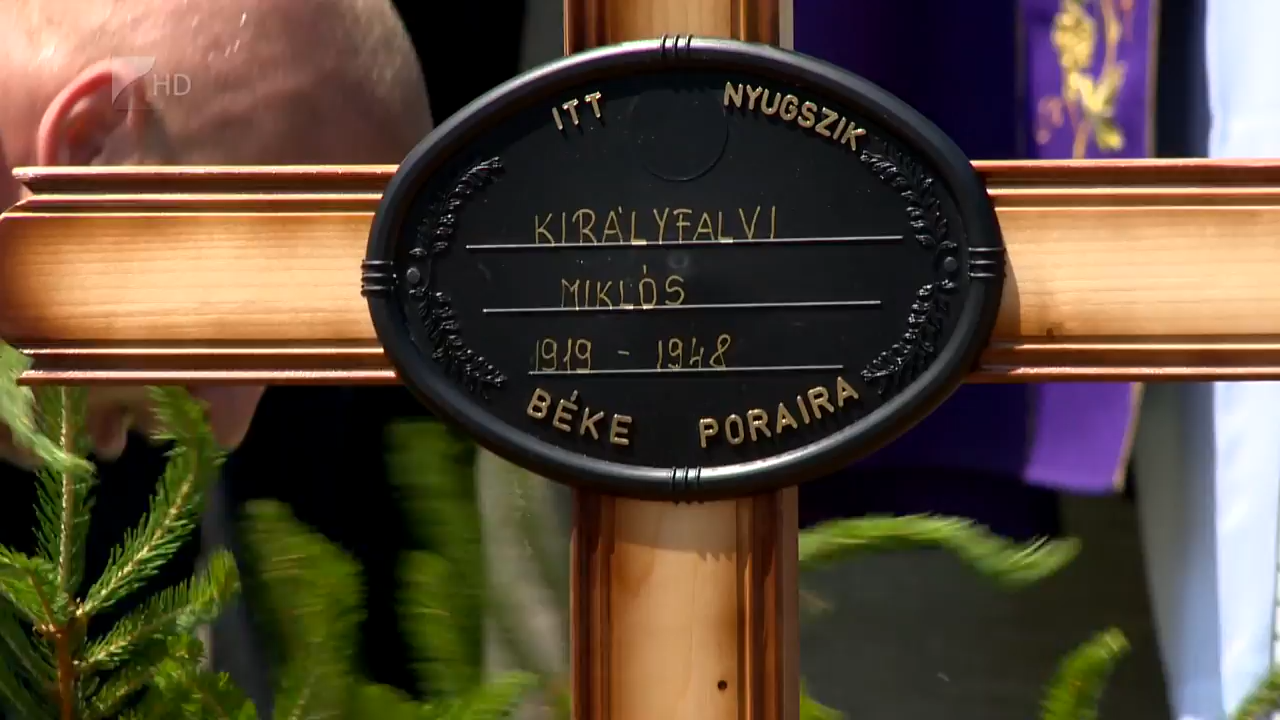 HD
ITT NYUGSZIK
KIRÁLYFALVI
MIKLÓS
1919 - 1948
BÉKE PORAIRA